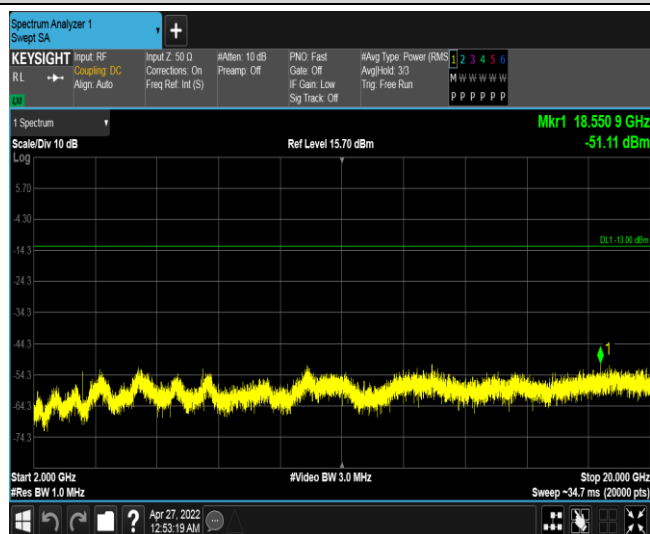 Spectrum Analyzer 1
Swept SA
KEYSIGHT Input: RF Input Z: 50 Ω #Atten: 10 dB PNO: Fast #Avg Type: Power (RMS 1 2 3 4 5 6
RL Coupling: DC Corrections: On Preamp: Off Gate: Off Avg|Hold: 3/3 M W W W W W
Align: Auto Freq Ref: Int (S) IF Gain: Low Trig: Free Run
Sig Track: Off P P P P P P
LXI
1 Spectrum Mkr1 18.550 9 GHz
Scale/Div 10 dB Ref Level 15.70 dBm -51.11 dBm
Log
5.70
-4.30
DL1 -13.00 dBm
-14.3
-24.3
-34.3
-44.3
1
-54.3
-64.3
-74.3
Start 2.000 GHz #Video BW 3.0 MHz Stop 20.000 GHz
#Res BW 1.0 MHz Sweep ~34.7 ms (20000 pts)
? Apr 27, 2022
12:53:19 AM